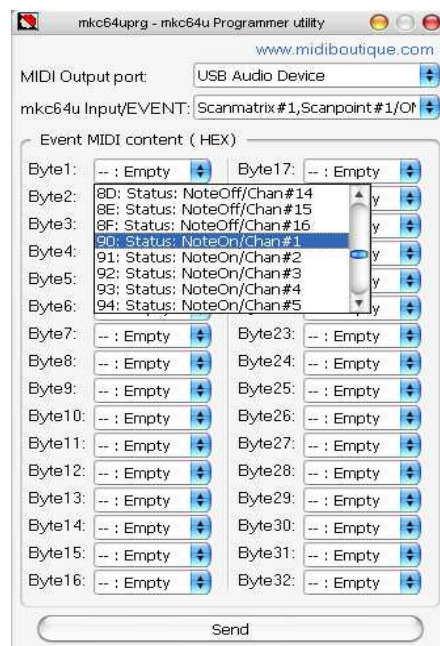 mkc64uprg - mkc64u Programmer utility
www.midiboutique.com
MIDI Output port: USB Audio Device
mkc64u Input/EVENT: Scanmatrix#1,Scanpoint#1/
Event MIDI content ( HEX)
Byte1: -- : Empty Byte17: -- : Empty
Byte2: 8D: Status: NoteOff/Chan#14
8E: Status: NoteOff/Chan#15
Byte3: 8F: Status: NoteOff/Chan#16
90: Status: NoteOn/Chan#1
Byte4: 91: Status: NoteOn/Chan#2
92: Status: NoteOn/Chan#3
Byte5: 93: Status: NoteOn/Chan#4
Byte6: 94: Status: NoteOn/Chan#5
Byte7: -- : Empty Byte23: -- : Empty
Byte8: -- : Empty Byte24: -- : Empty
Byte9: -- : Empty Byte25: -- : Empty
Byte10: -- : Empty Byte26: -- : Empty
Byte11: -- : Empty Byte27: -- : Empty
Byte12: -- : Empty Byte28: -- : Empty
Byte13: -- : Empty Byte29: -- : Empty
Byte14: -- : Empty Byte30: -- : Empty
Byte15: -- : Empty Byte31: -- : Empty
Byte16: -- : Empty Byte32: -- : Empty
Send